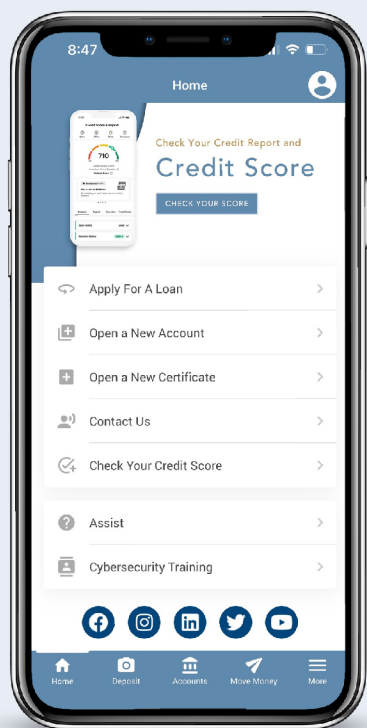 8:47
Home
710
Check Your Credit Report and
Credit Score
CHECK YOUR SCORE
Apply For A Loan
Open a New Account
Open a New Certificate
Contact Us
Check Your Credit Score
Assist
Cybersecurity Training
Home Deposit Accounts Move Money More